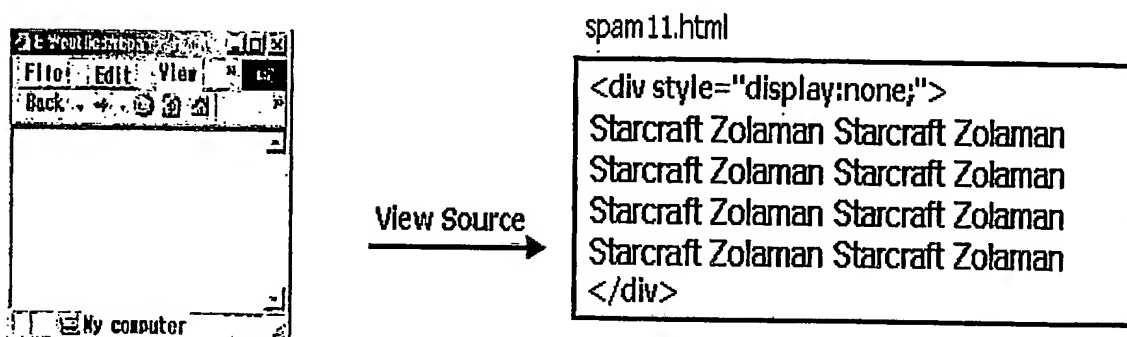 File Edit View »
Back »
My computer
View Source
spam11.html
<div style="display:none;">
Starcraft Zolaman Starcraft Zolaman
Starcraft Zolaman Starcraft Zolaman
Starcraft Zolaman Starcraft Zolaman
Starcraft Zolaman Starcraft Zolaman
</div>